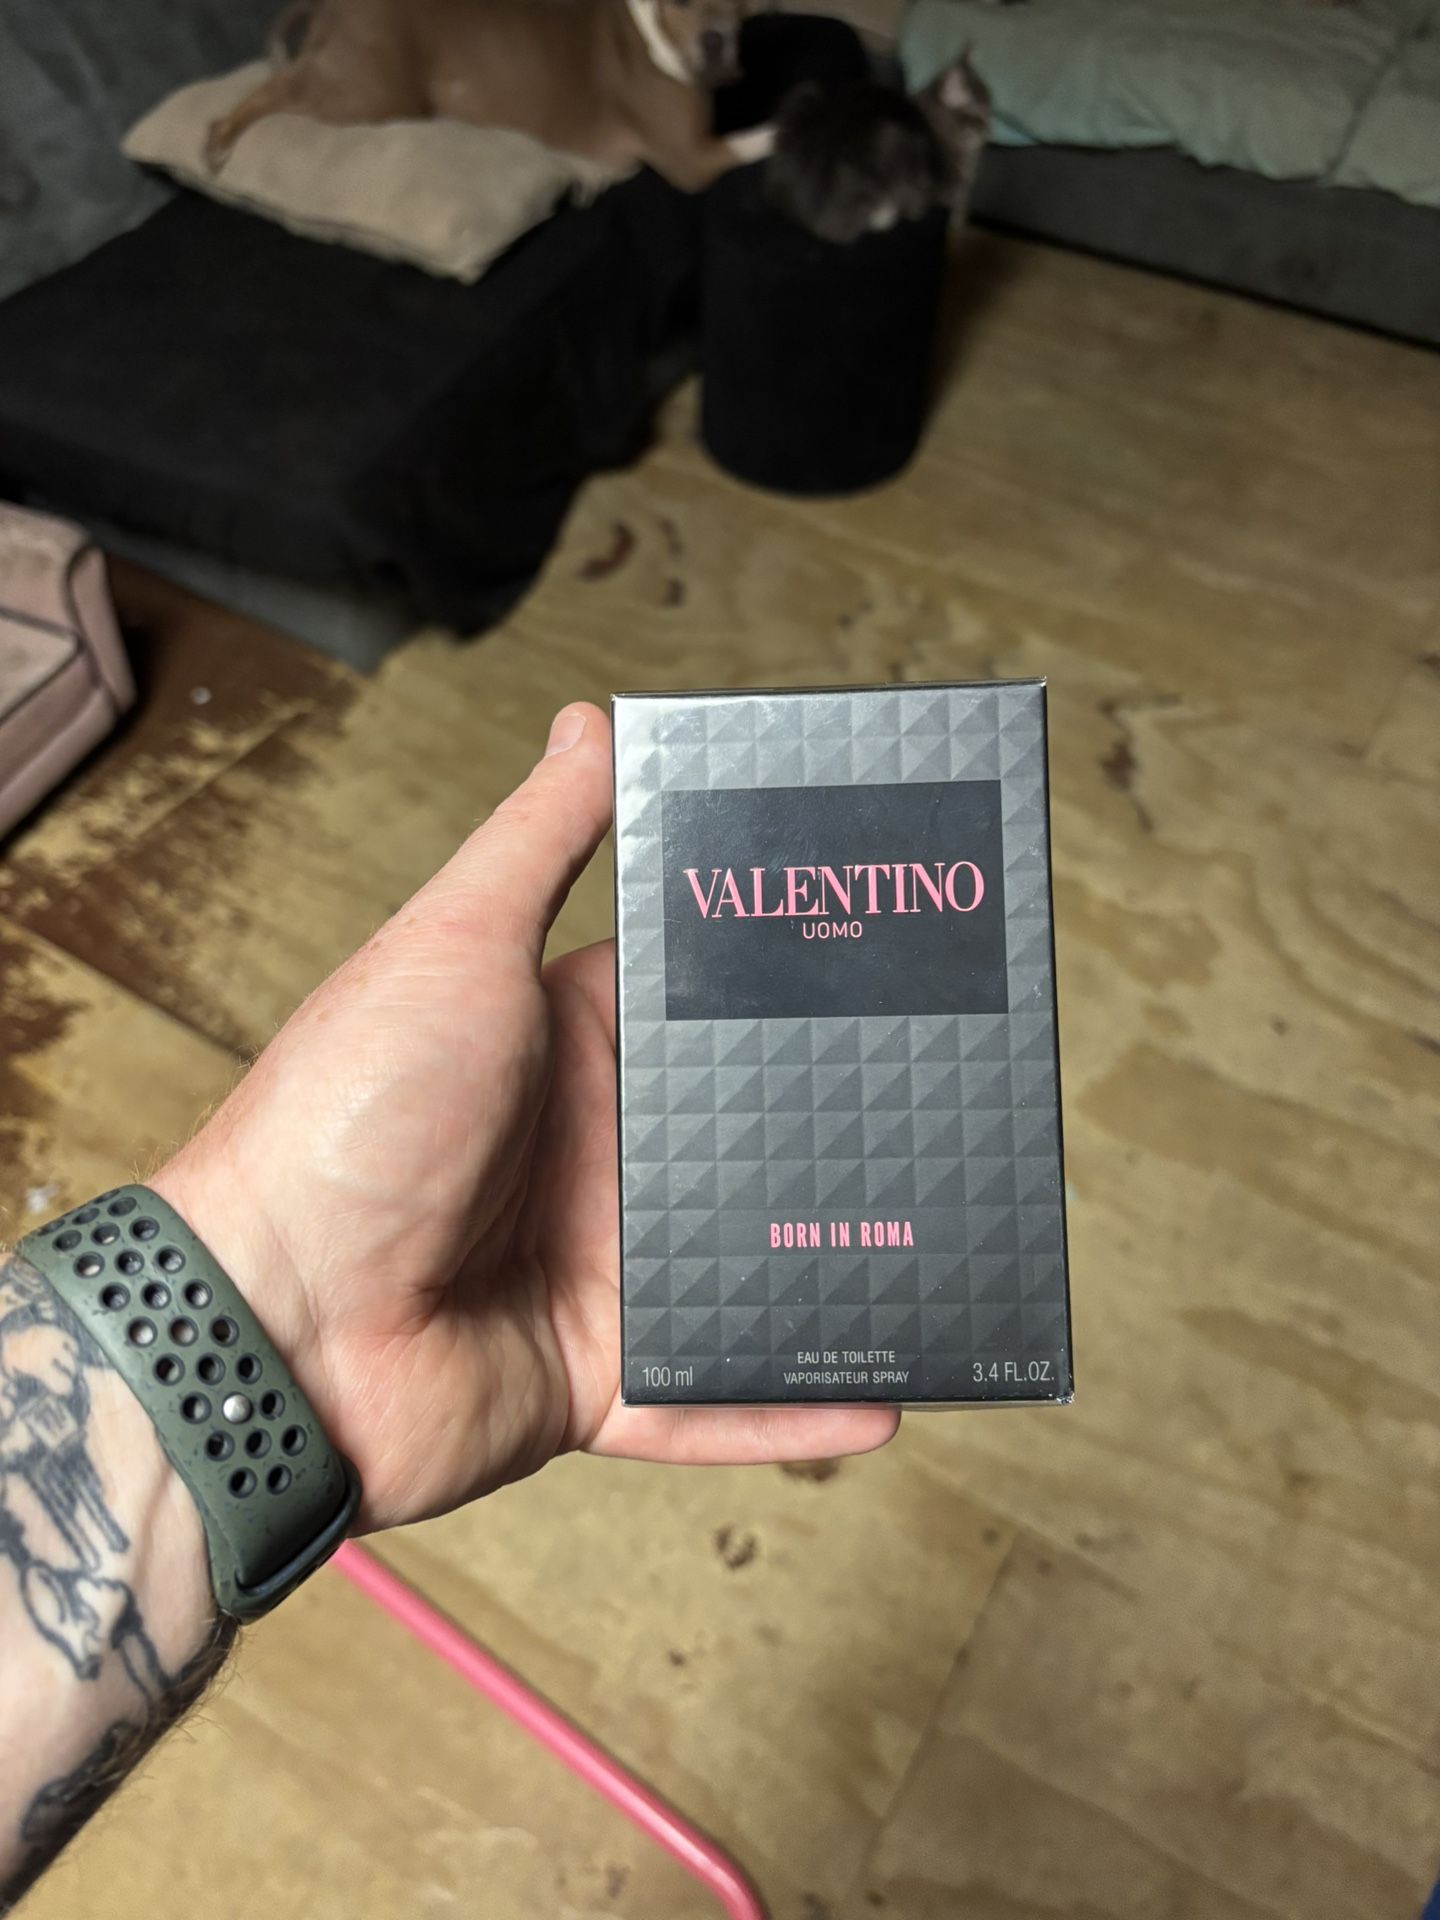 VALENTINO
UOMO
BORN IN ROMA
EAU DE TOILETTE
100 ml VAPORISATEUR SPRAY 3.4 FL.OZ.